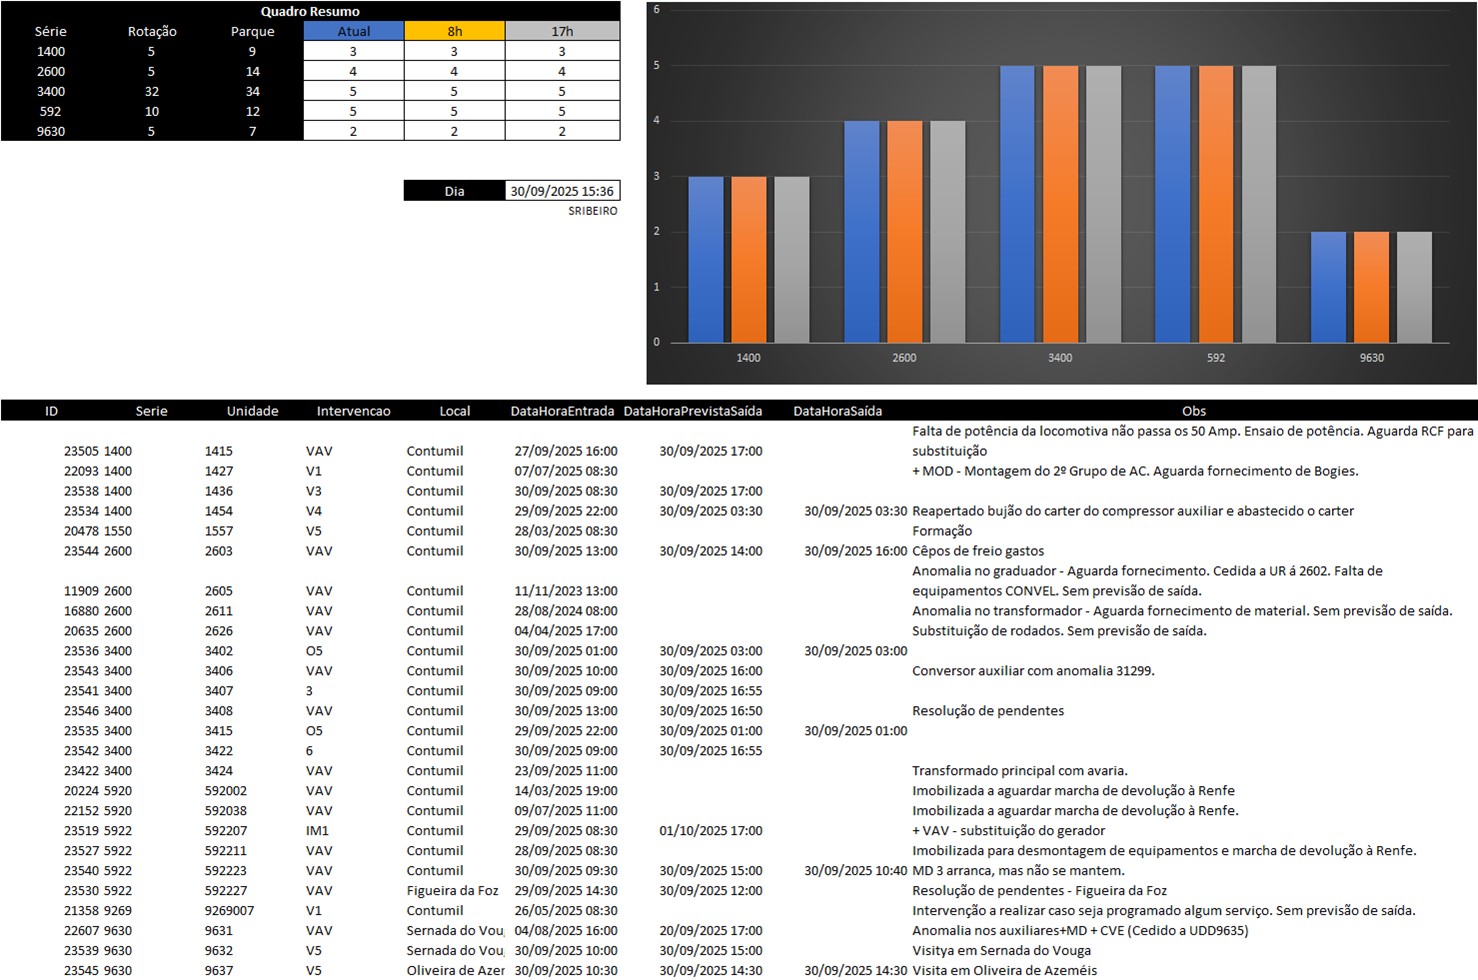 Quadro Resumo
Série Rotação Parque Atual 8h 17h
1400 5 9 3 3 3
2600 5 14 4 4 4
3400 32 34 5 5 5
592 10 12 5 5 5
9630 5 7 2 2 2
Dia 30/09/2025 15:36
SRIBEIRO
6
5
4
3
2
1
0
1400 2600 3400 592 9630
ID Serie Unidade Intervencao Local DataHoraEntrada DataHoraPrevistaSaída DataHoraSaída Obs
Falta de potência da locomotiva não passa os 50 Amp. Ensaio de potência. Aguarda RCF para
23505 1400 1415 VAV Contumil 27/09/2025 16:00 30/09/2025 17:00 substituição
22093 1400 1427 V1 Contumil 07/07/2025 08:30 + MOD - Montagem do 2º Grupo de AC. Aguarda fornecimento de Bogies.
23538 1400 1436 V3 Contumil 30/09/2025 08:30 30/09/2025 17:00
23534 1400 1454 V4 Contumil 29/09/2025 22:00 30/09/2025 03:30 30/09/2025 03:30 Reapertado bujão do carter do compressor auxiliar e abastecido o carter
20478 1550 1557 V5 Contumil 28/03/2025 08:30 Formação
23544 2600 2603 VAV Contumil 30/09/2025 13:00 30/09/2025 14:00 30/09/2025 16:00 Cêpos de freio gastos
Anomalia no graduador - Aguarda fornecimento. Cedida a UR á 2602. Falta de
11909 2600 2605 VAV Contumil 11/11/2023 13:00 equipamentos CONVEL. Sem previsão de saída.
16880 2600 2611 VAV Contumil 28/08/2024 08:00 Anomalia no transformador - Aguarda fornecimento de material. Sem previsão de saída.
20635 2600 2626 VAV Contumil 04/04/2025 17:00 Substituição de rodados. Sem previsão de saída.
23536 3400 3402 O5 Contumil 30/09/2025 01:00 30/09/2025 03:00 30/09/2025 03:00
23543 3400 3406 VAV Contumil 30/09/2025 10:00 30/09/2025 16:00 Conversor auxiliar com anomalia 31299.
23541 3400 3407 3 Contumil 30/09/2025 09:00 30/09/2025 16:55
23546 3400 3408 VAV Contumil 30/09/2025 13:00 30/09/2025 16:50 Resolução de pendentes
23535 3400 3415 O5 Contumil 29/09/2025 22:00 30/09/2025 01:00 30/09/2025 01:00
23542 3400 3422 6 Contumil 30/09/2025 09:00 30/09/2025 16:55
23422 3400 3424 VAV Contumil 23/09/2025 11:00 Transformado principal com avaria.
20224 5920 592002 VAV Contumil 14/03/2025 19:00 Imobilizada a aguardar marcha de devolução à Renfe
22152 5920 592038 VAV Contumil 09/07/2025 11:00 Imobilizada a aguardar marcha de devolução à Renfe.
23519 5922 592207 IM1 Contumil 29/09/2025 08:30 01/10/2025 17:00 + VAV - substituição do gerador
23527 5922 592211 VAV Contumil 28/09/2025 08:30 Imobilizada para desmontagem de equipamentos e marcha de devolução à Renfe.
23540 5922 592223 VAV Contumil 30/09/2025 09:30 30/09/2025 15:00 30/09/2025 10:40 MD 3 arranca, mas não se mantem.
23530 5922 592227 VAV Figueira da Foz 29/09/2025 14:30 30/09/2025 12:00 Resolução de pendentes - Figueira da Foz
21358 9269 9269007 V1 Contumil 26/05/2025 08:30 Intervenção a realizar caso seja programado algum serviço. Sem previsão de saída.
22607 9630 9631 VAV Sernada do Vou 04/08/2025 16:00 20/09/2025 17:00 Anomalia nos auxiliares+MD + CVE (Cedido a UDD9635)
23539 9630 9632 V5 Sernada do Vou 30/09/2025 10:00 30/09/2025 15:00 Visitya em Sernada do Vouga
23545 9630 9637 V5 Oliveira de Azer 30/09/2025 10:30 30/09/2025 14:30 30/09/2025 14:30 Visita em Oliveira de Azeméis